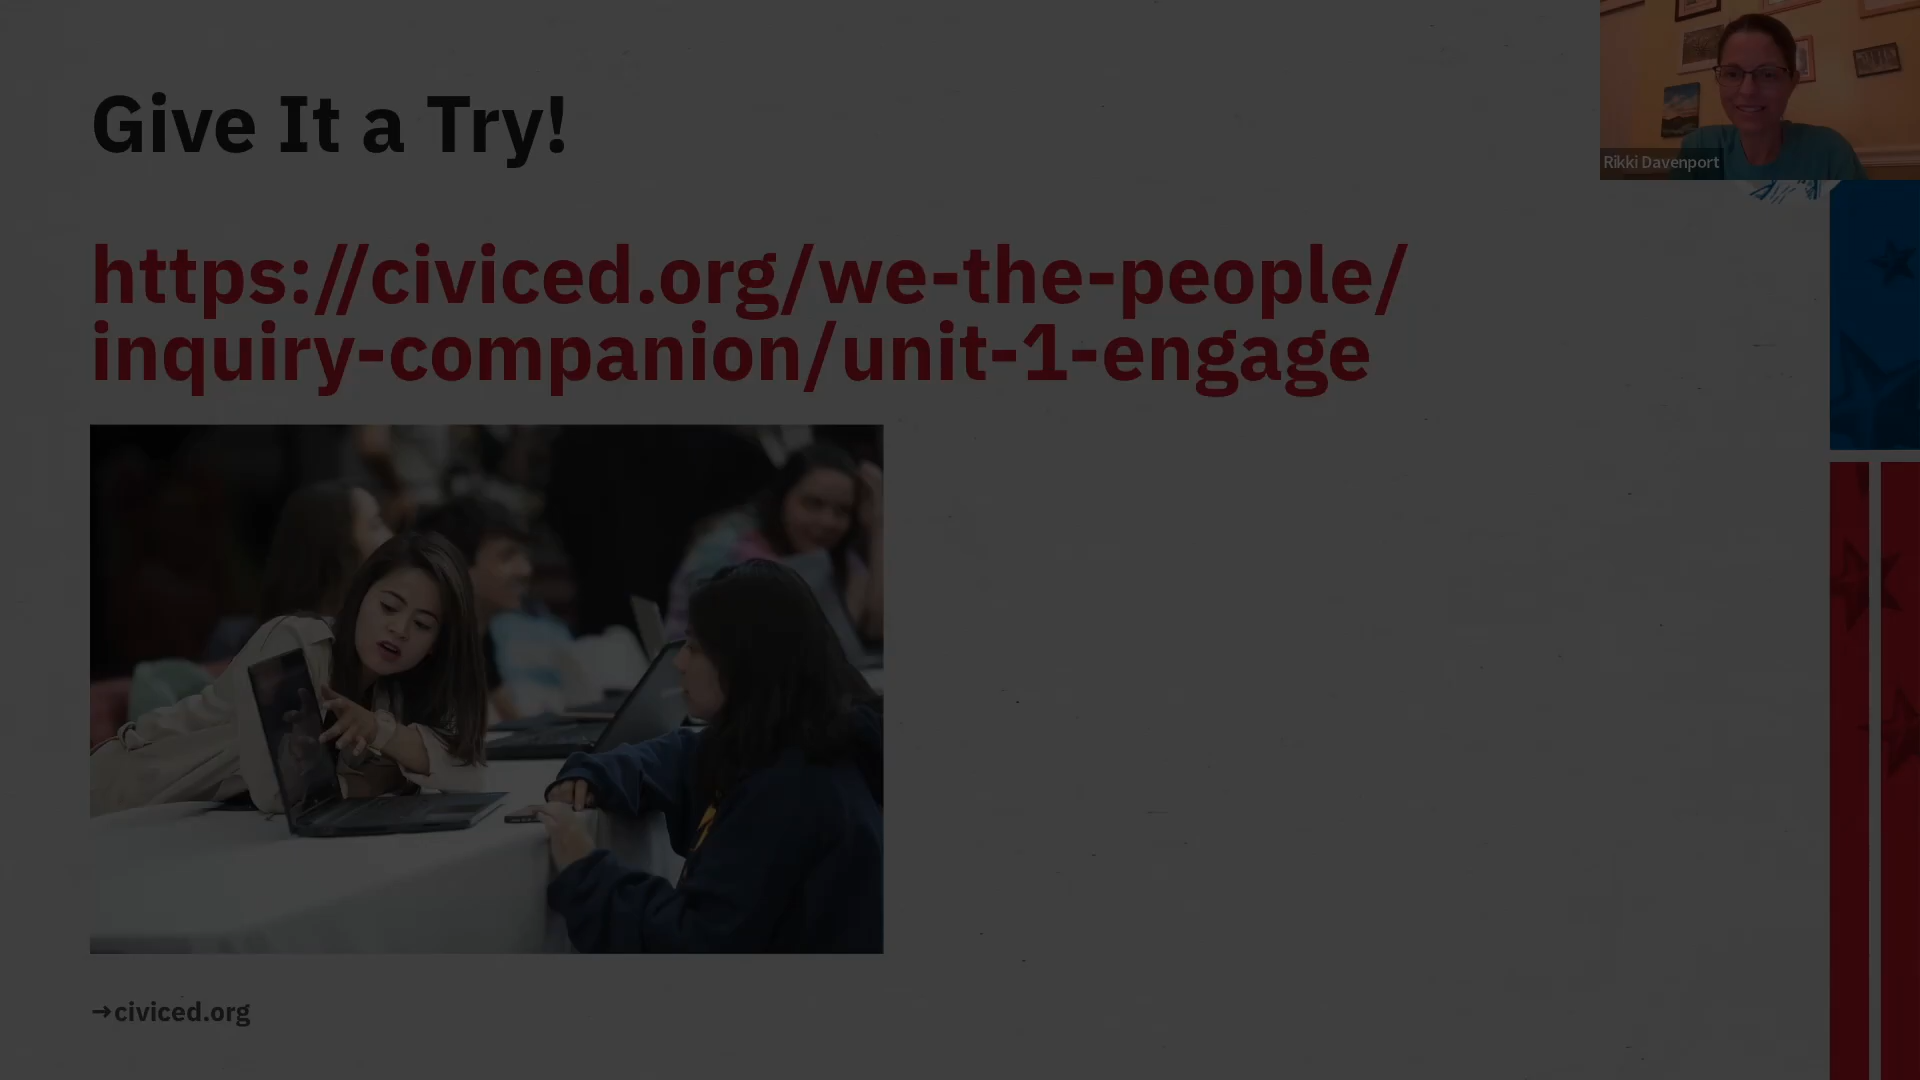 Give It a Try!
https://civiced.org/we-the-people/
inquiry-companion/unit-1-engage
Rikki Davenport
→civiced.org